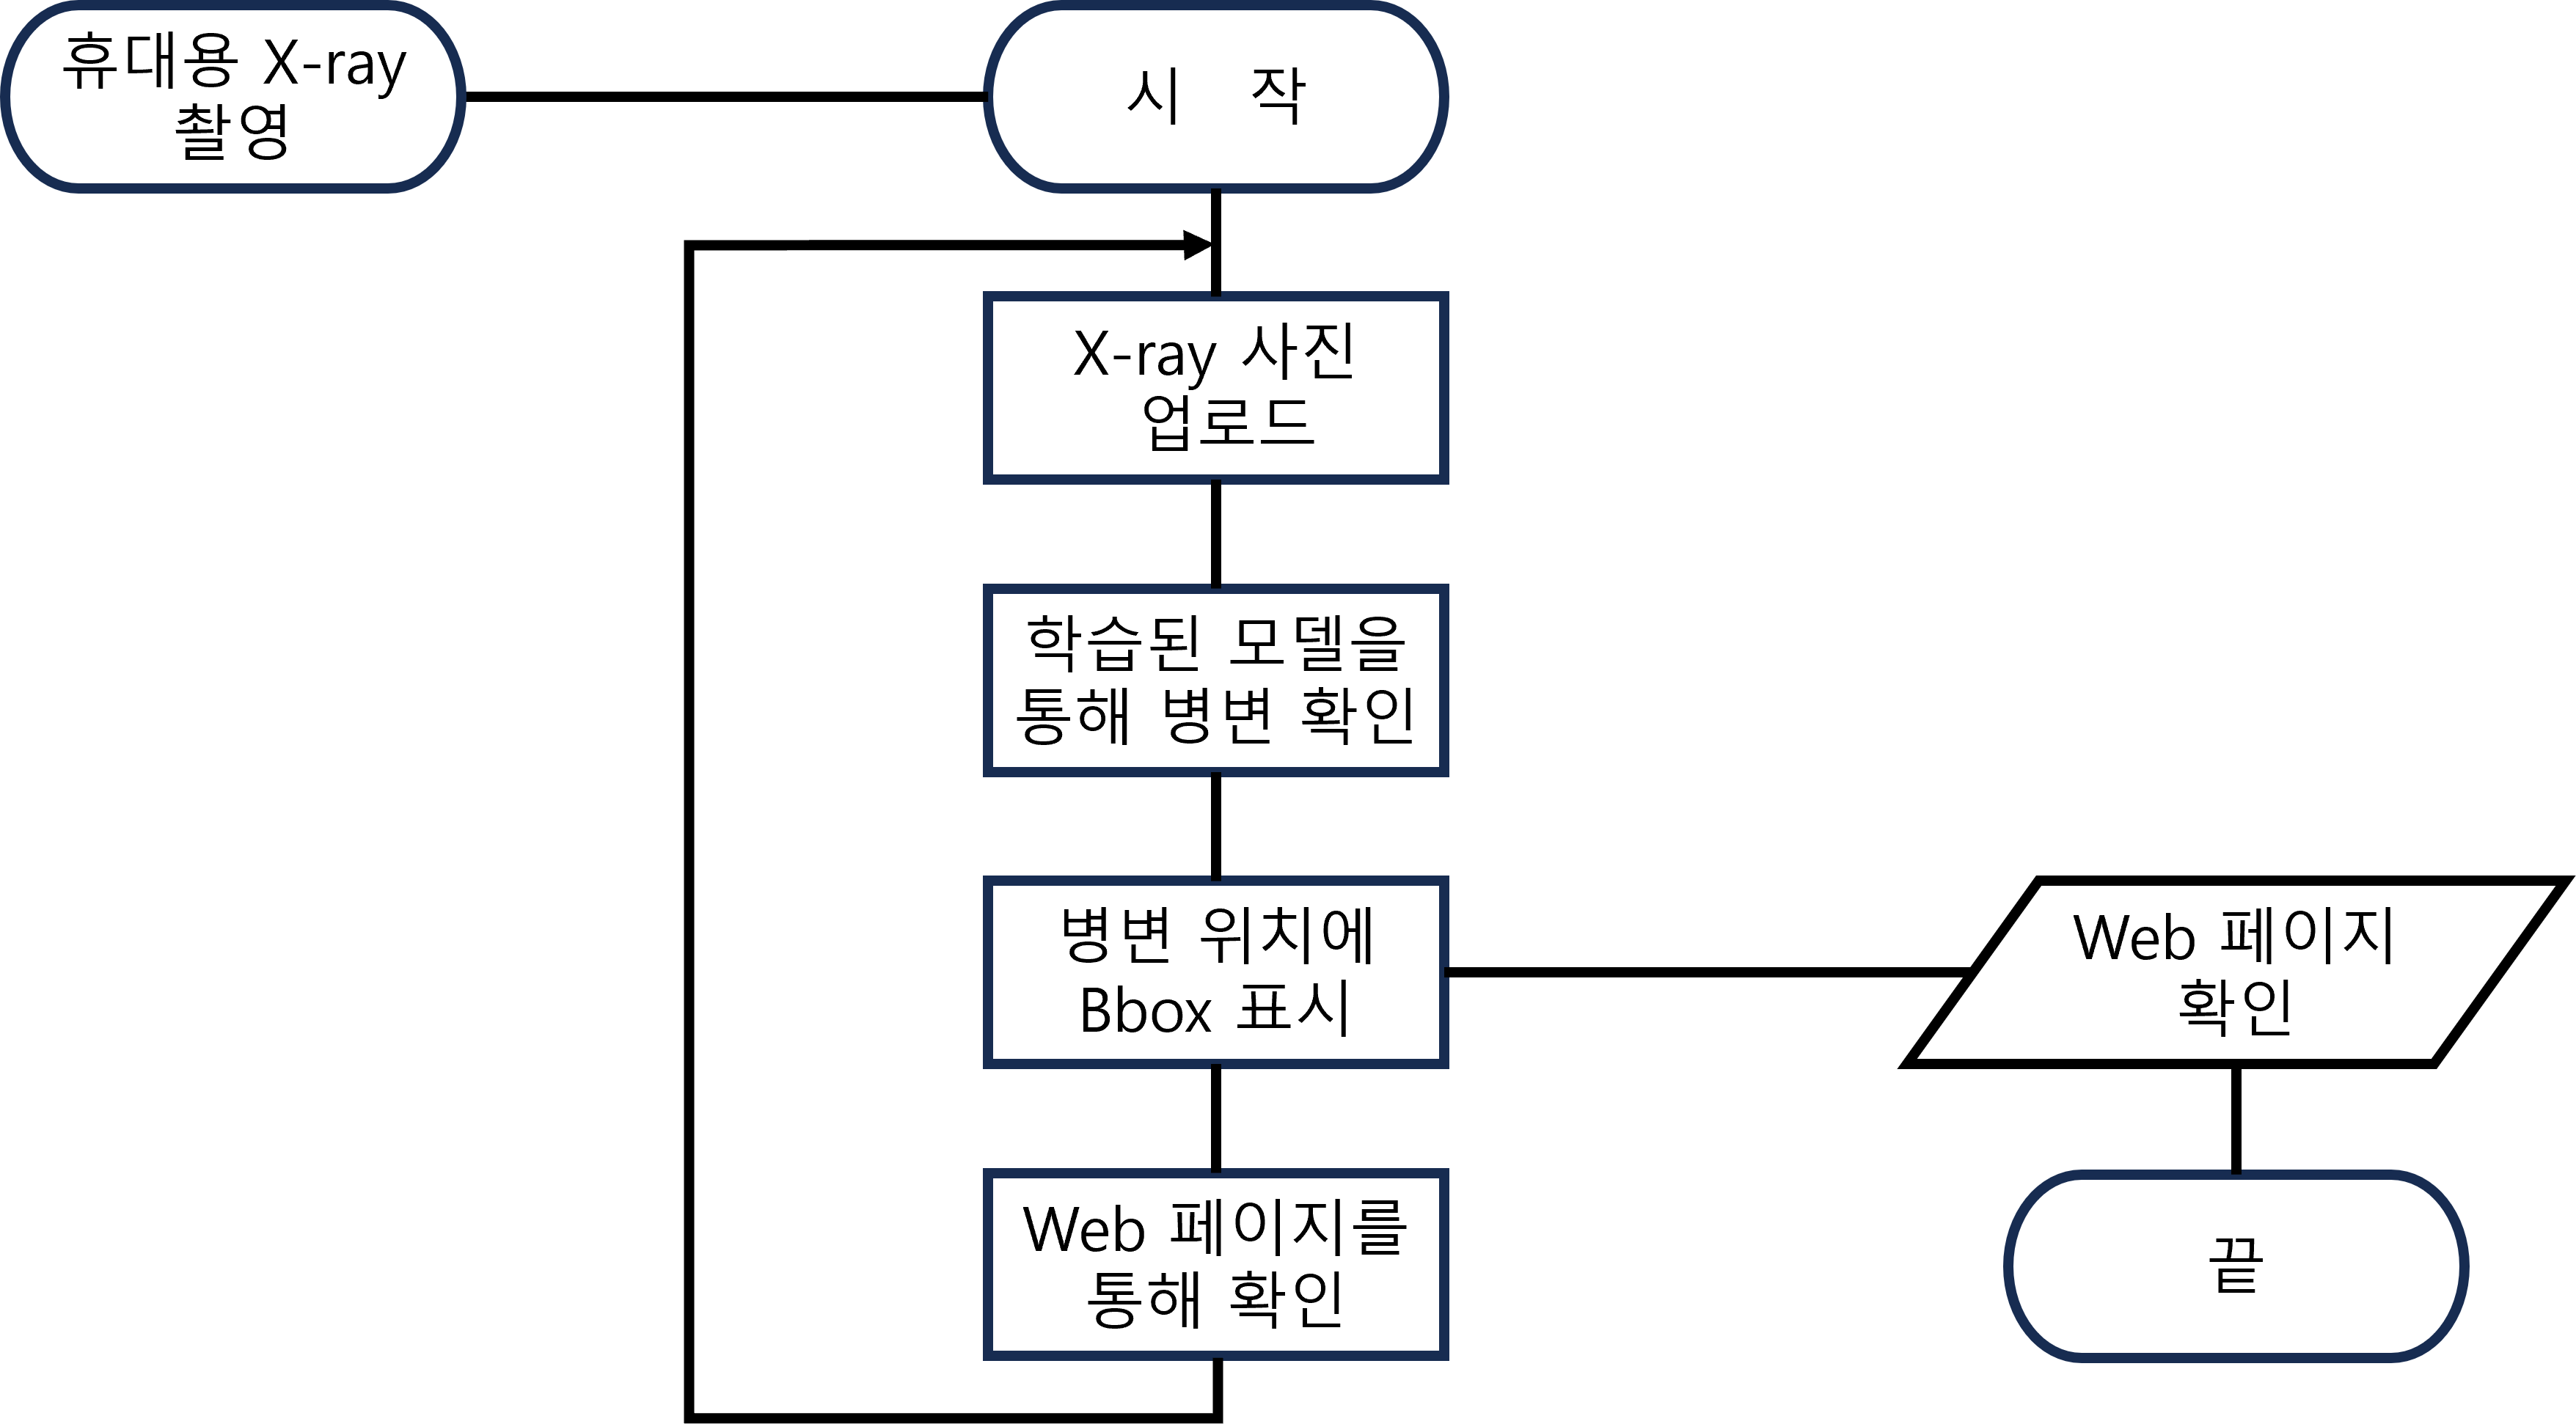 휴대용 X-ray
촬영
시 작
X-ray 사진
업로드
학습된 모델을
통해 병변 확인
병변 위치에
Bbox 표시
Web 페이지
확인
Web 페이지를
통해 확인
끝